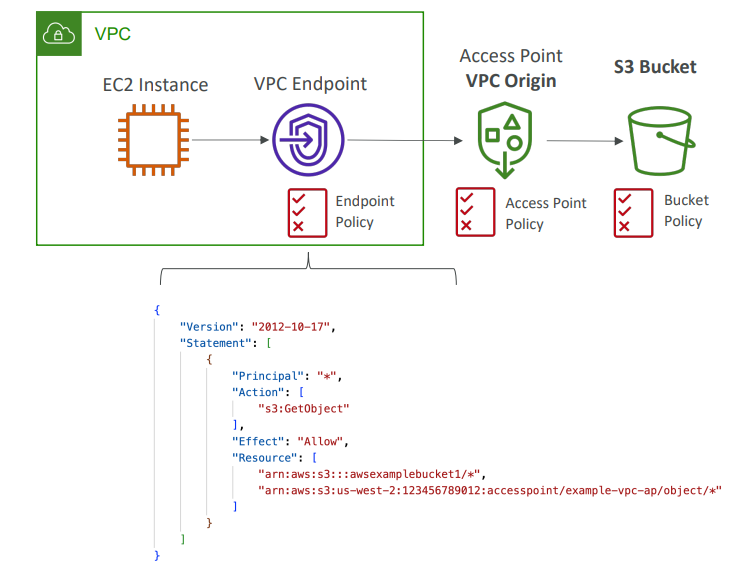 VPC
EC2 Instance
VPC Endpoint
Access Point
VPC Origin
S3 Bucket
Endpoint
Policy
Access Point
Policy
Bucket
Policy
{
    "Version": "2012-10-17",
    "Statement": [
        {
            "Principal": "*",
            "Action": [
                "s3:GetObject"
            ],
            "Effect": "Allow",
            "Resource": [
                "arn:aws:s3:::awsexamplebucket1/*",
                "arn:aws:s3:us-west-2:123456789012:accesspoint/example-vpc-ap/object/*"
            ]
        }
    ]
}